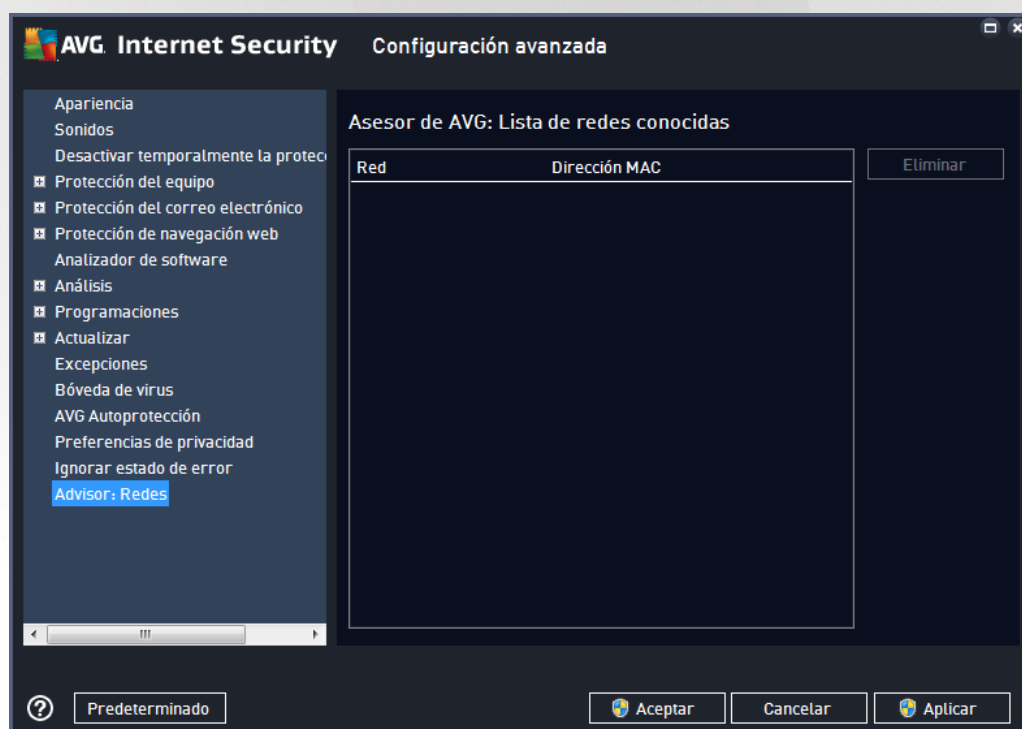 AVG. Internet Security Configuración avanzada
Apariencia
Sonidos
Desactivar temporalmente la protec
Protección del equipo
Protección del correo electrónico
Protección de navegación web
Analizador de software
Análisis
Programaciones
Actualizar
Excepciones
Bóveda de virus
AVG Autoprotección
Preferencias de privacidad
Ignorar estado de error
Advisor: Redes
Asesor de AVG: Lista de redes conocidas
Red Dirección MAC
Eliminar
Predeterminado
Aceptar
Cancelar
Aplicar